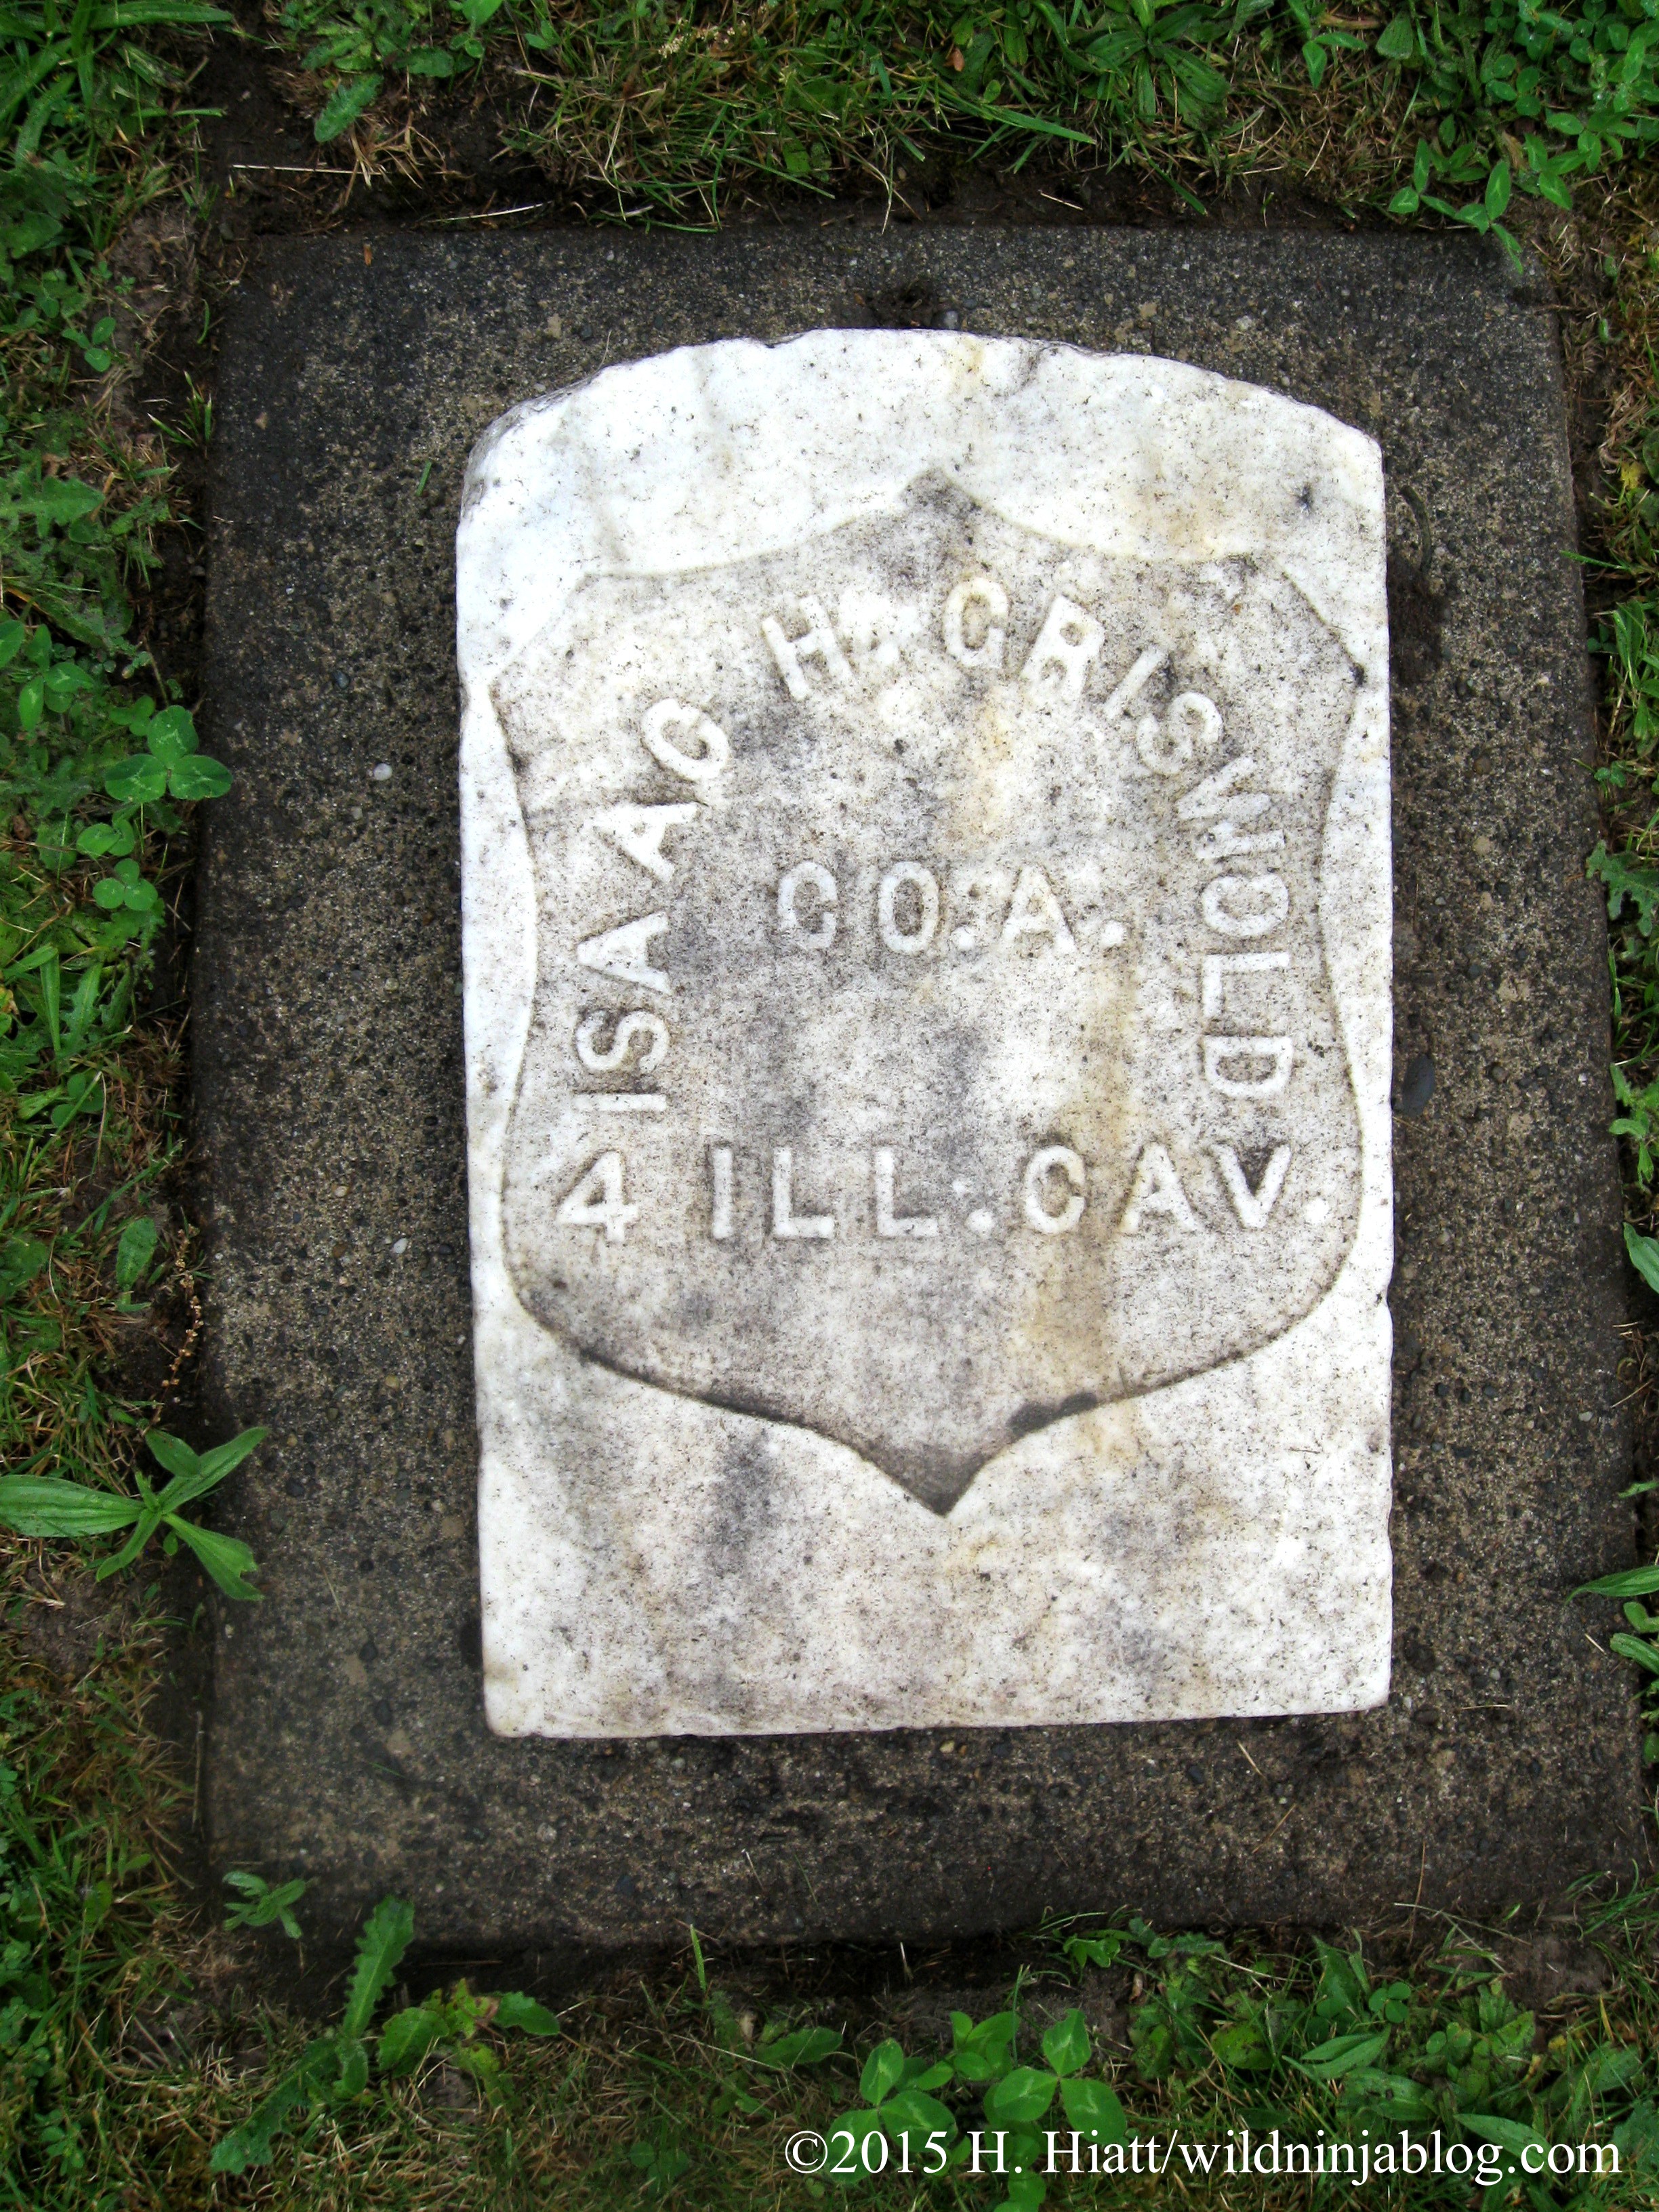 ISAAC H. GRISWOLD
CO. A.
4 ILL. CAV.
©2015 H. Hiatt/wildninjablog.com